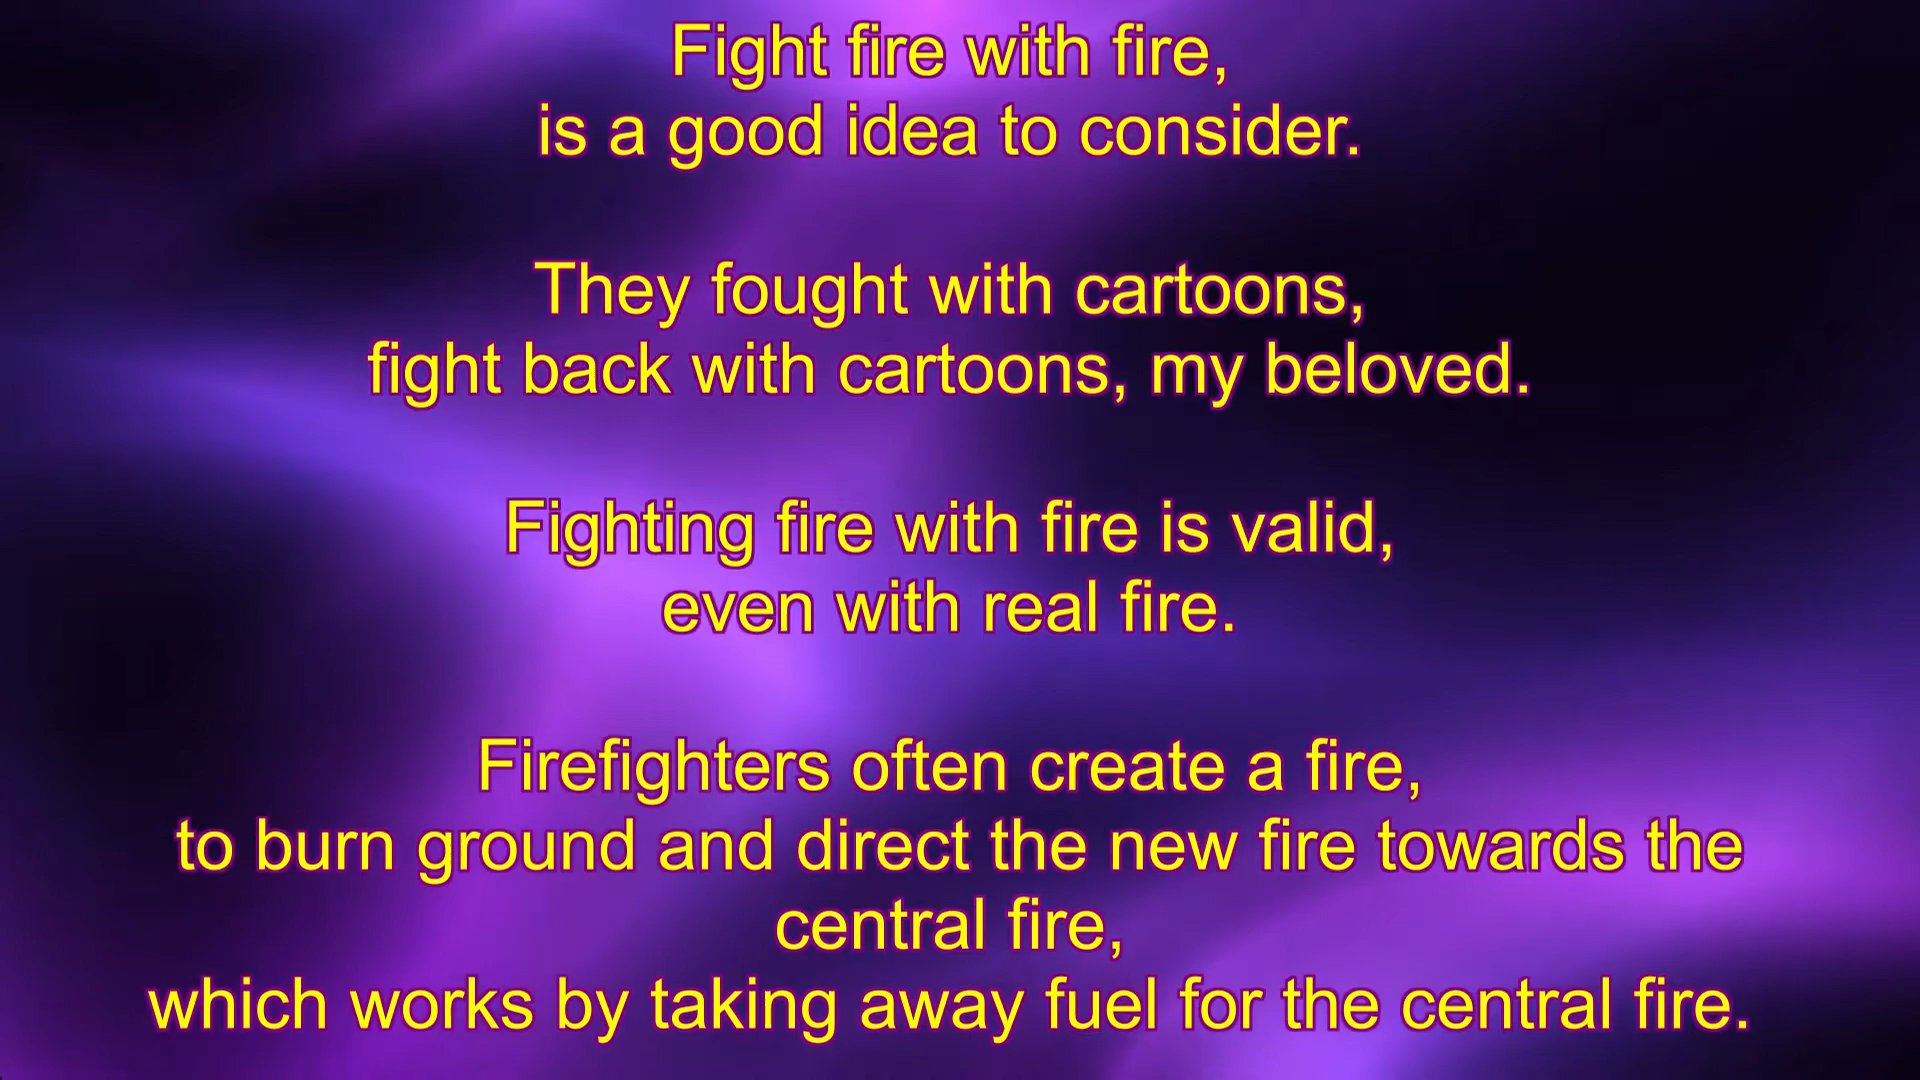 Fight fire with fire,
is a good idea to consider.
They fought with cartoons,
fight back with cartoons, my beloved.
Fighting fire with fire is valid,
even with real fire.
Firefighters often create a fire,
to burn ground and direct the new fire towards the
central fire,
which works by taking away fuel for the central fire.